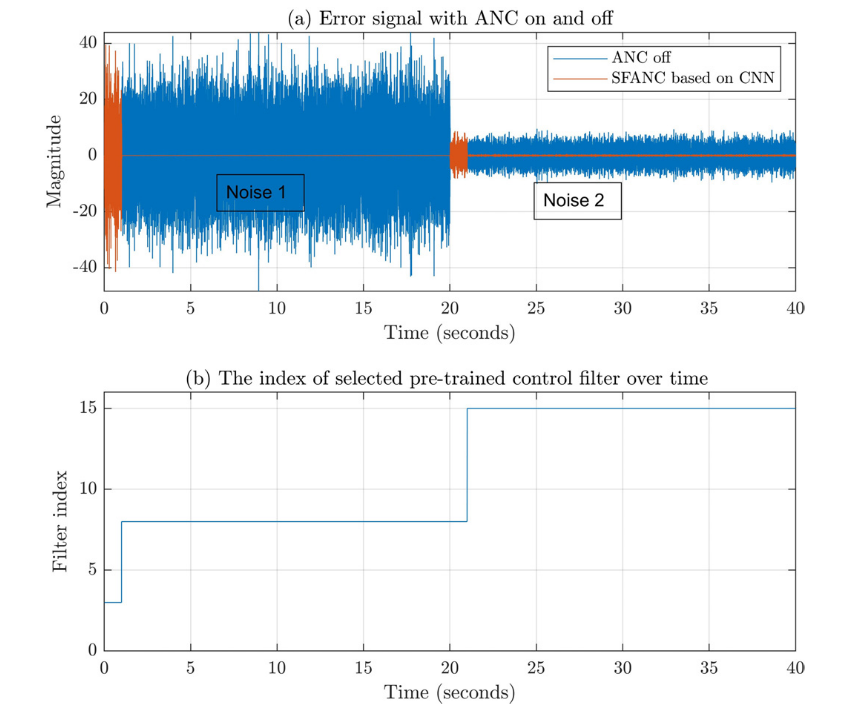 (a) Error signal with ANC on and off
40
20
0
-20
-40
Magnitude
ANC off
SFANC based on CNN
Noise 1
Noise 2
0 5 10 15 20 25 30 35 40
Time (seconds)
(b) The index of selected pre-trained control filter over time
15
10
5
0
Filter index
0 5 10 15 20 25 30 35 40
Time (seconds)